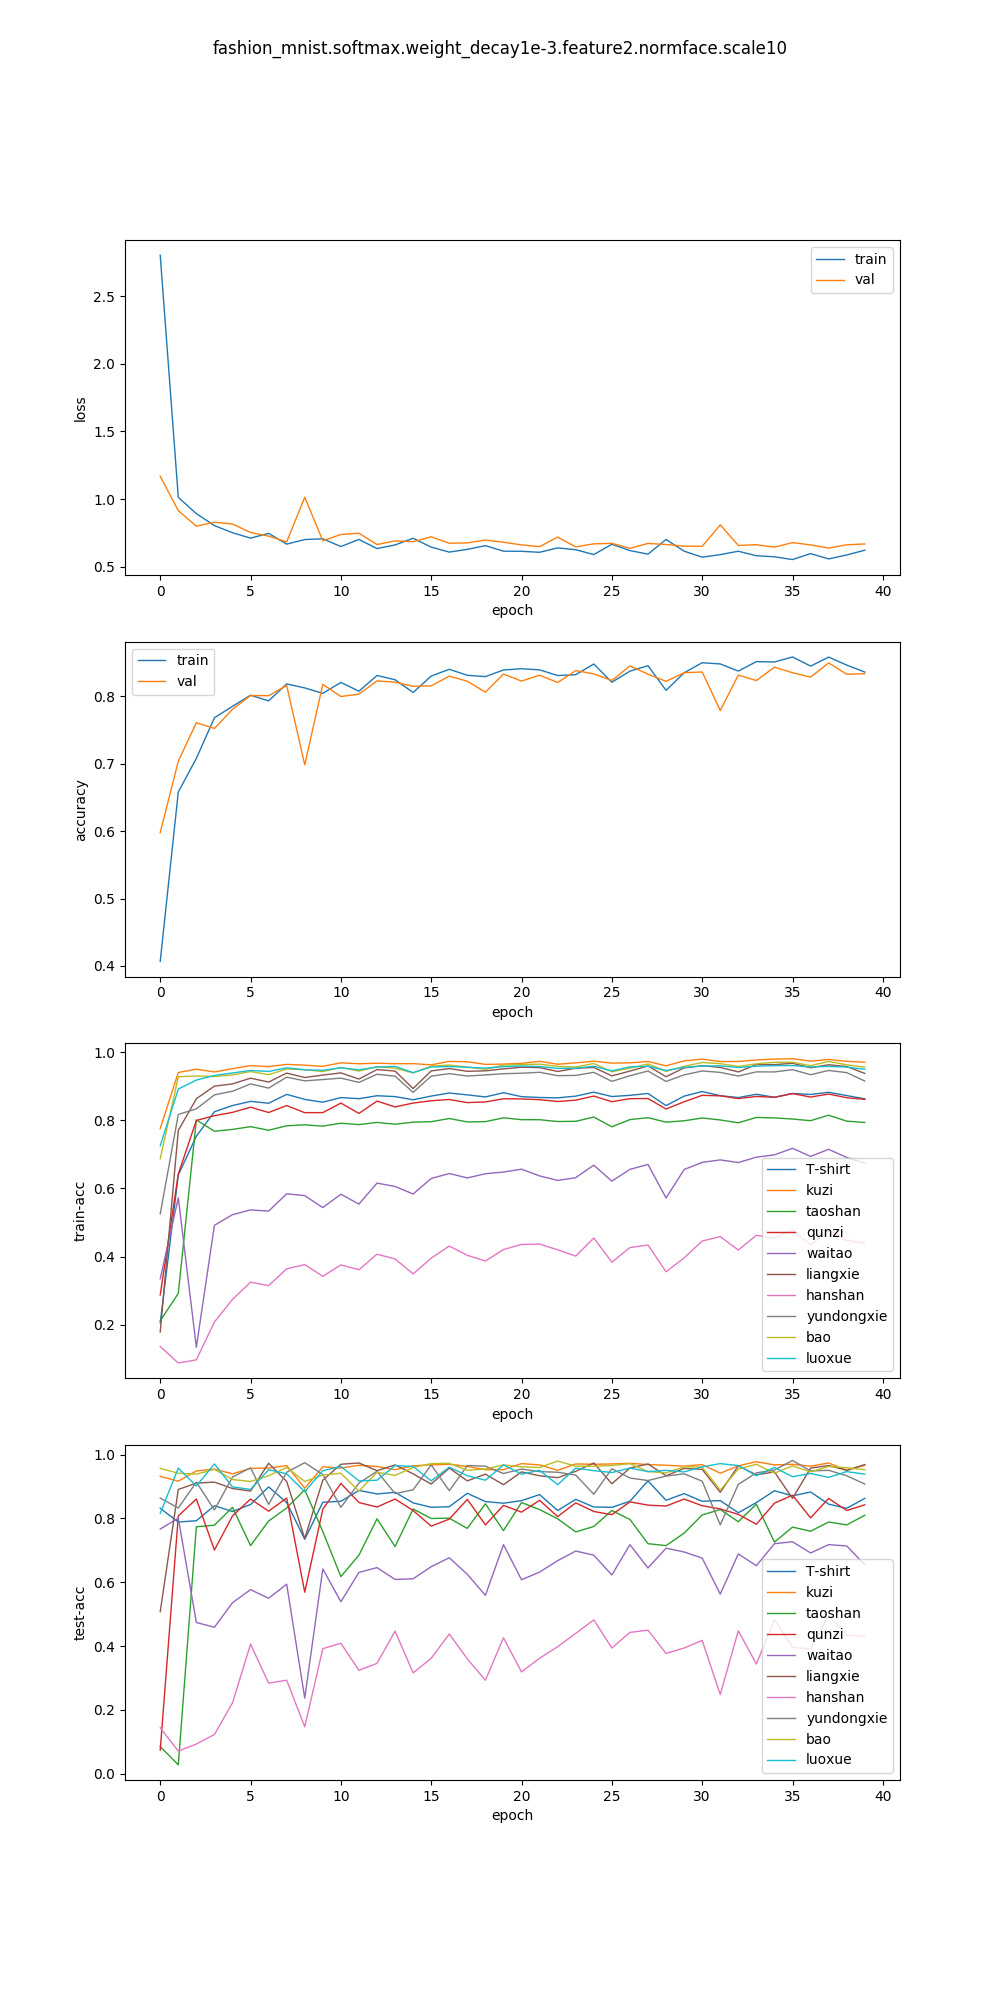 fashion_mnist.softmax.weight_decay1e-3.feature2.normface.scale10
train
val
2.5
2.0
1.5
1.0
0.5
loss
0 5 10 15 20 25 30 35 40
epoch
train
val
0.8
0.7
0.6
0.5
0.4
accuracy
0 5 10 15 20 25 30 35 40
epoch
1.0
0.8
0.6
0.4
0.2
train-acc
T-shirt
kuzi
taoshan
qunzi
waitao
liangxie
hanshan
yundongxie
bao
luoxue
0 5 10 15 20 25 30 35 40
epoch
1.0
0.8
0.6
0.4
0.2
0.0
test-acc
T-shirt
kuzi
taoshan
qunzi
waitao
liangxie
hanshan
yundongxie
bao
luoxue
0 5 10 15 20 25 30 35 40
epoch